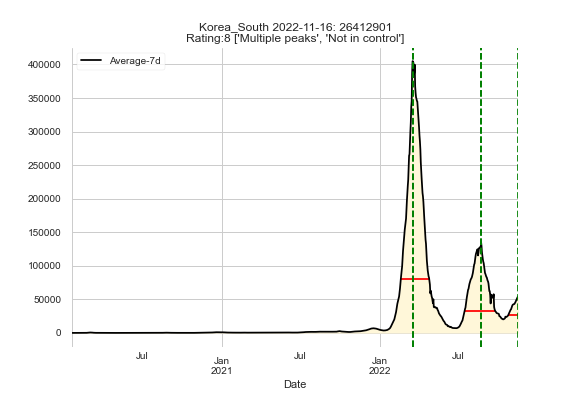 Korea_South 2022-11-16: 26412901
Rating:8 ['Multiple peaks', 'Not in control']
Average-7d
400000
350000
300000
250000
200000
150000
100000
50000
0
Jul
Jan
2021
Jul
Jan
2022
Jul
Date